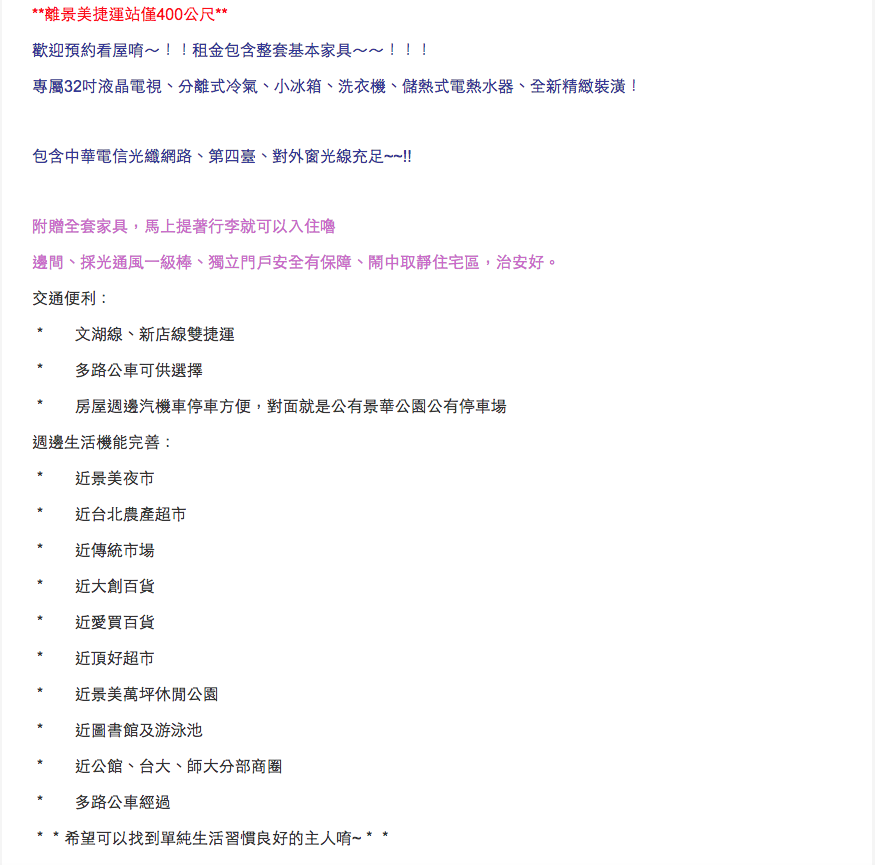 **離景美捷運站僅400公尺**
歡迎預約看屋唷～！！租金包含整套基本家具～～！！！
專屬32吋液晶電視、分離式冷氣、小冰箱、洗衣機、儲熱式電熱水器、全新精緻裝潢！
包含中華電信光纖網路、第四臺、對外窗光線充足~~!!
附贈全套家具，馬上提著行李就可以入住嚕
邊間、採光通風一級棒、獨立門戶安全有保障、鬧中取靜住宅區，治安好。
交通便利：
* 文湖線、新店線雙捷運
* 多路公車可供選擇
* 房屋週邊汽機車停車方便，對面就是公有景華公園公有停車場
週邊生活機能完善：
* 近景美夜市
* 近台北農產超市
* 近傳統市場
* 近大創百貨
* 近愛買百貨
* 近頂好超市
* 近景美萬坪休閒公園
* 近圖書館及游泳池
* 近公館、台大、師大分部商圈
* 多路公車經過
* * 希望可以找到單純生活習慣良好的主人唷~ * *